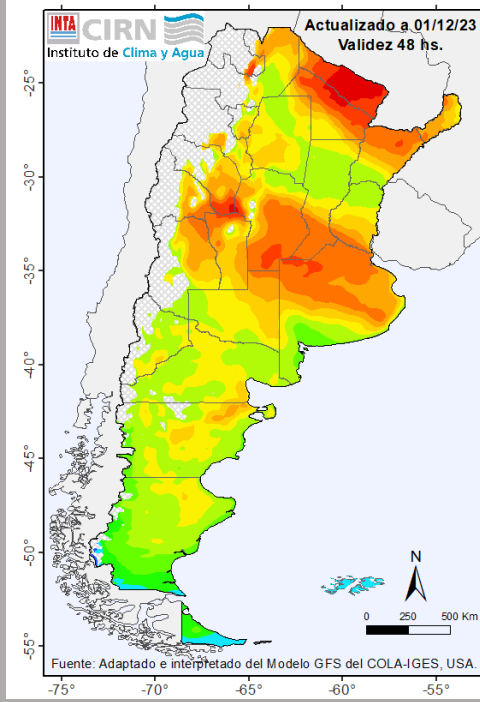 INTA CIRN
Instituto de Clima y Agua
Actualizado a 01/12/23
Validez 48 hs.
-25°
-30°
-35°
-40°
-45°
-50°
-55°
N
0 250 500 Km
Fuente: Adaptado e interpretado del Modelo GFS del COLA-IGES, USA.
-75° -70° -65° -60° -55°